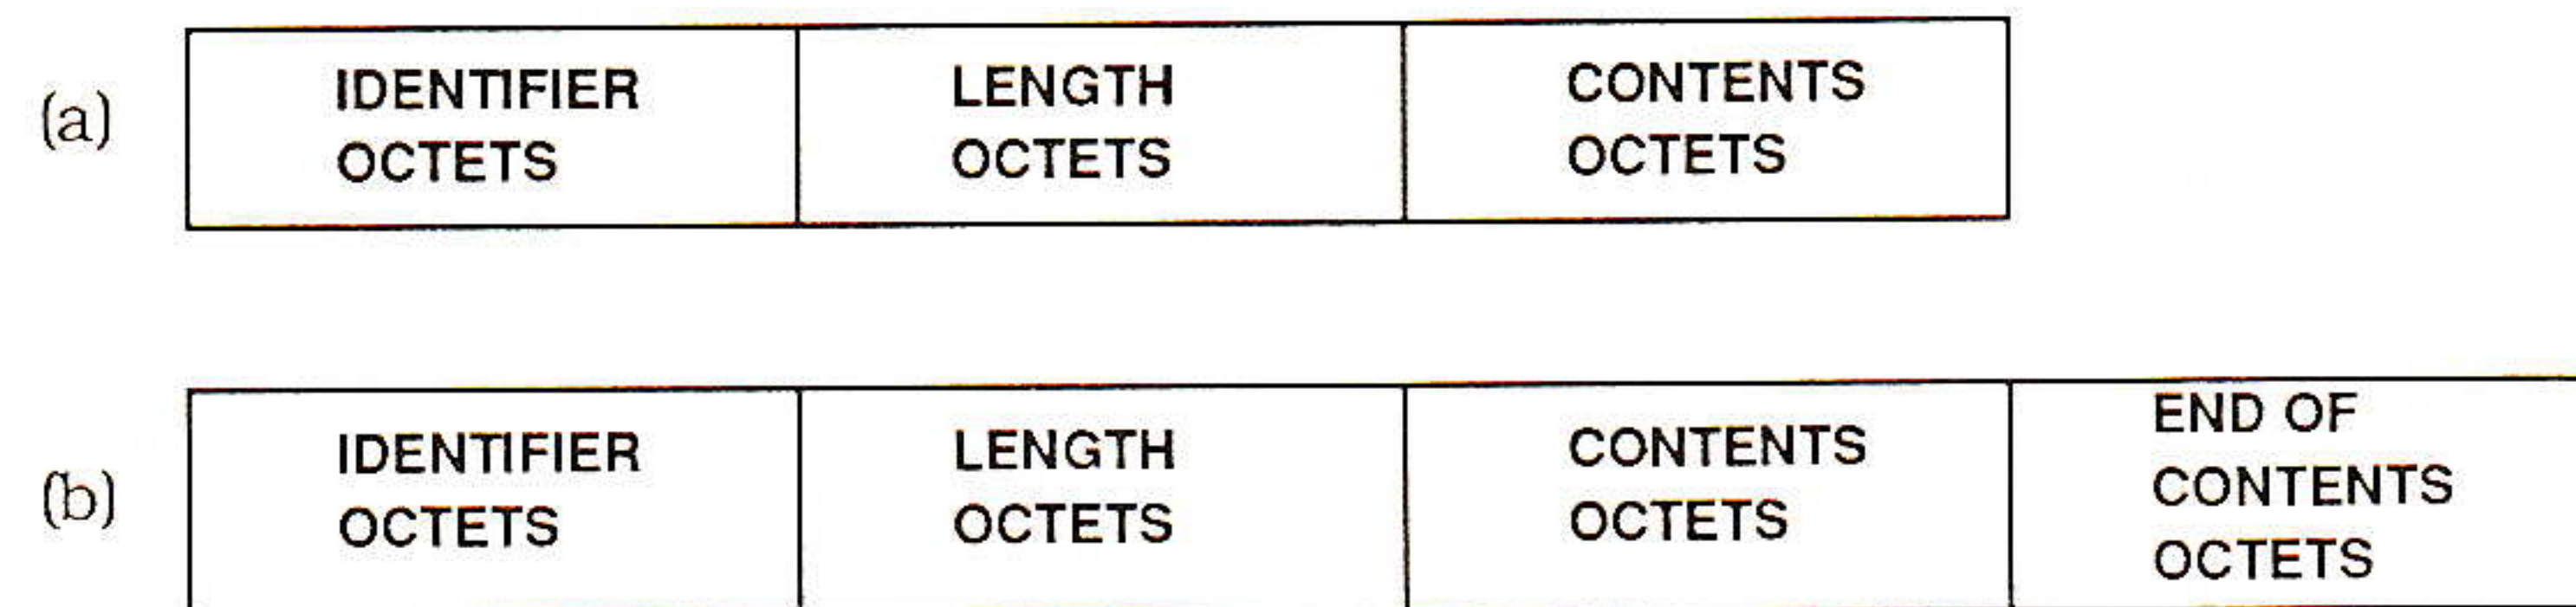 (a)
IDENTIFIER
OCTETS
LENGTH
OCTETS
CONTENTS
OCTETS
(b)
IDENTIFIER
OCTETS
LENGTH
OCTETS
CONTENTS
OCTETS
END OF
CONTENTS
OCTETS